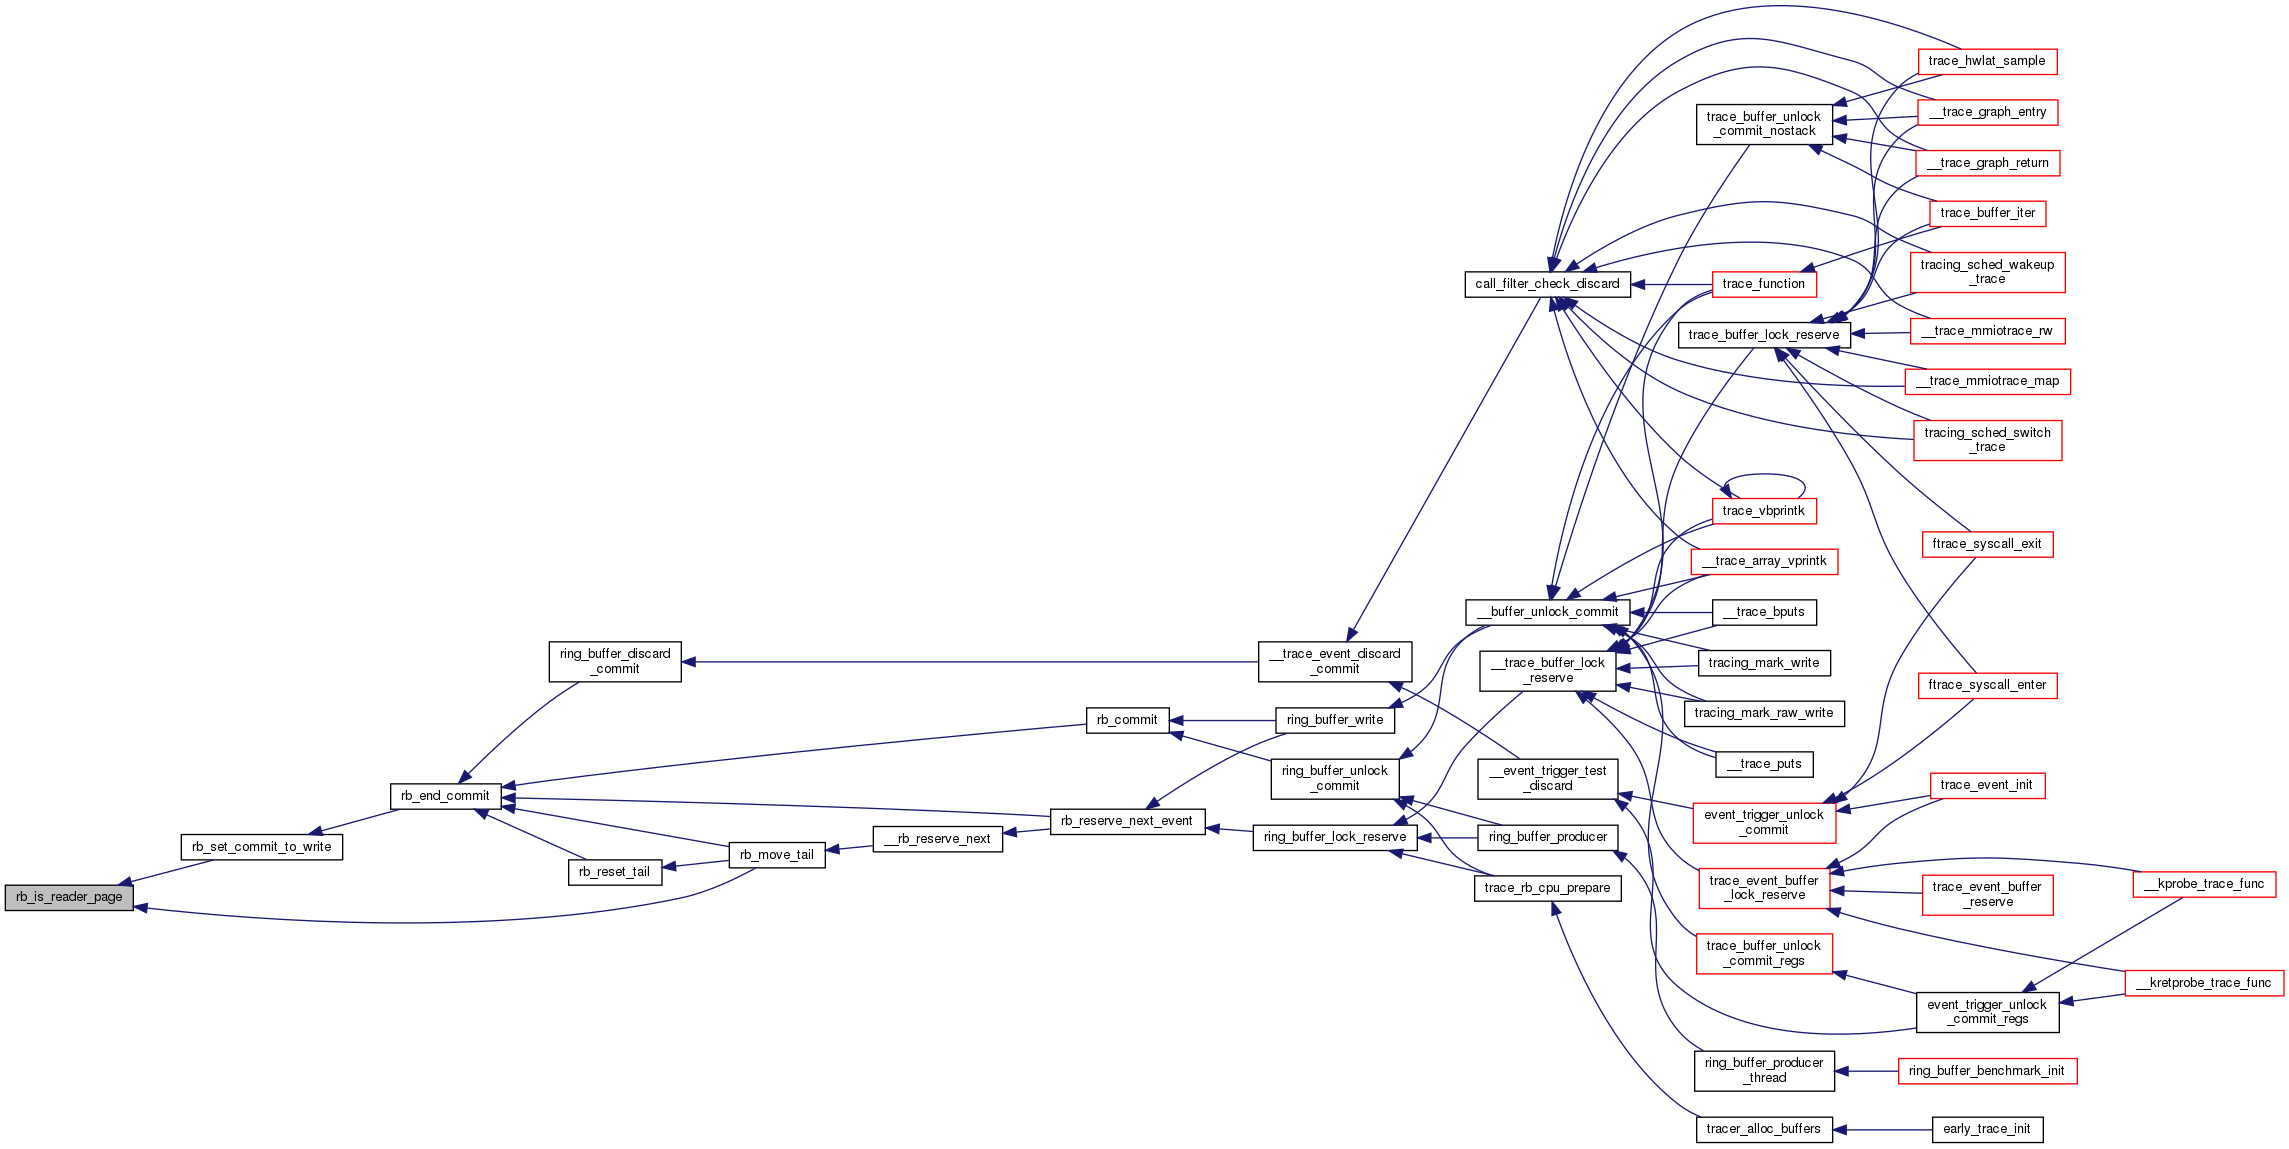 rb_is_reader_page
rb_set_commit_to_write
rb_end_commit
ring_buffer_discard
_commit
rb_reset_tail
rb_move_tail
__rb_reserve_next
rb_commit
rb_reserve_next_event
ring_buffer_write
ring_buffer_unlock
_commit
ring_buffer_lock_reserve
__trace_event_discard
_commit
call_filter_check_discard
__buffer_unlock_commit
__trace_buffer_lock
_reserve
__event_trigger_test
_discard
ring_buffer_producer
trace_rb_cpu_prepare
trace_buffer_unlock
_commit_nostack
trace_function
trace_buffer_lock_reserve
trace_vbprintk
__trace_array_vprintk
__trace_bputs
tracing_mark_write
tracing_mark_raw_write
__trace_puts
event_trigger_unlock
_commit
trace_event_buffer
_lock_reserve
trace_buffer_unlock
_commit_regs
ring_buffer_producer
_thread
tracer_alloc_buffers
trace_hwlat_sample
__trace_graph_entry
__trace_graph_return
trace_buffer_iter
tracing_sched_wakeup
_trace
__trace_mmiotrace_rw
__trace_mmiotrace_map
tracing_sched_switch
_trace
ftrace_syscall_exit
ftrace_syscall_enter
trace_event_init
trace_event_buffer
_reserve
event_trigger_unlock
_commit_regs
ring_buffer_benchmark_init
early_trace_init
__kprobe_trace_func
__kretprobe_trace_func